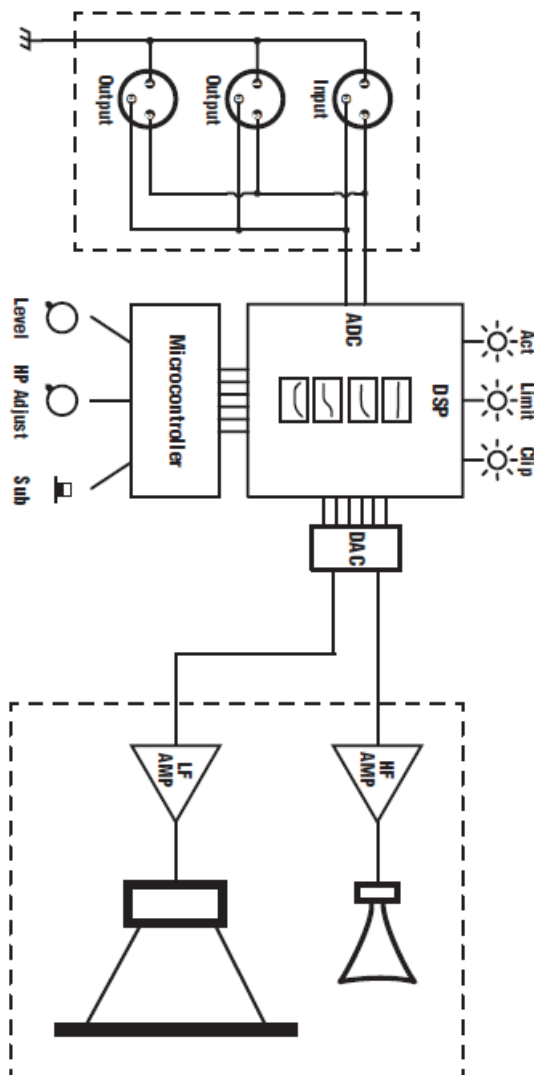 Act
Limit
Clip
Input
Output
Output
DSP
ADC
DAC
HF
AMP
LF
AMP
Microcontroller
Level
HP Adjust
Sub